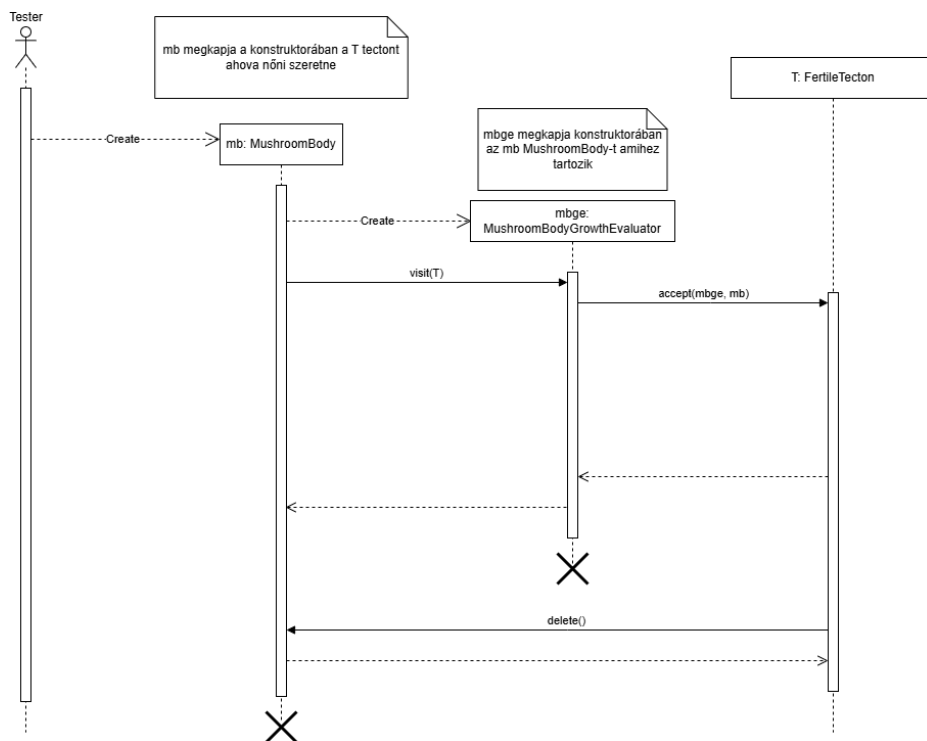 Tester
mb megkapja a konstruktorában a T tectont
ahova nőni szeretne
T: FertileTecton
mbge megkapja konstruktorában
az mb MushroomBody-t amihez
tartozik
Create
mb: MushroomBody
mbge:
MushroomBodyGrowthEvaluator
Create
visit(T)
accept(mbge, mb)
delete()